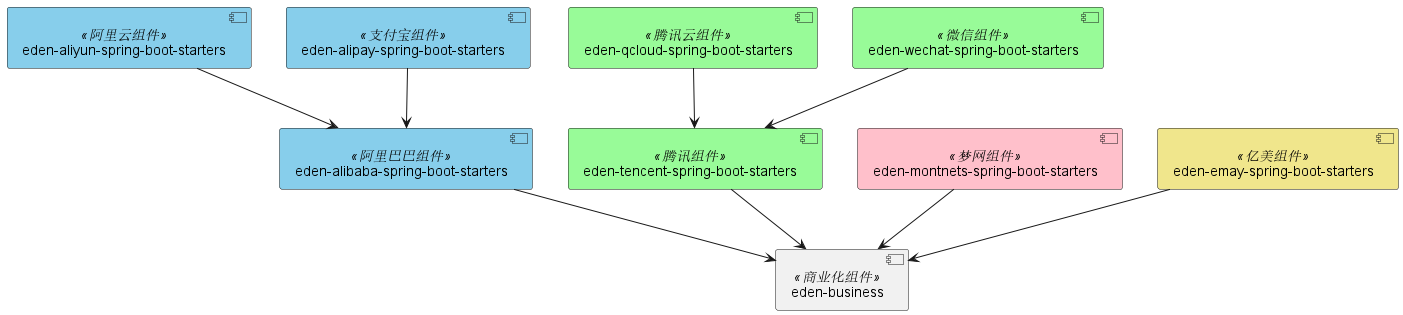 «阿里云组件»
eden-aliyun-spring-boot-starters
«支付宝组件»
eden-alipay-spring-boot-starters
«腾讯云组件»
eden-qcloud-spring-boot-starters
«微信组件»
eden-wechat-spring-boot-starters
«阿里巴巴组件»
eden-alibaba-spring-boot-starters
«腾讯组件»
eden-tencent-spring-boot-starters
«梦网组件»
eden-montnets-spring-boot-starters
«亿美组件»
eden-emay-spring-boot-starters
«商业化组件»
eden-business